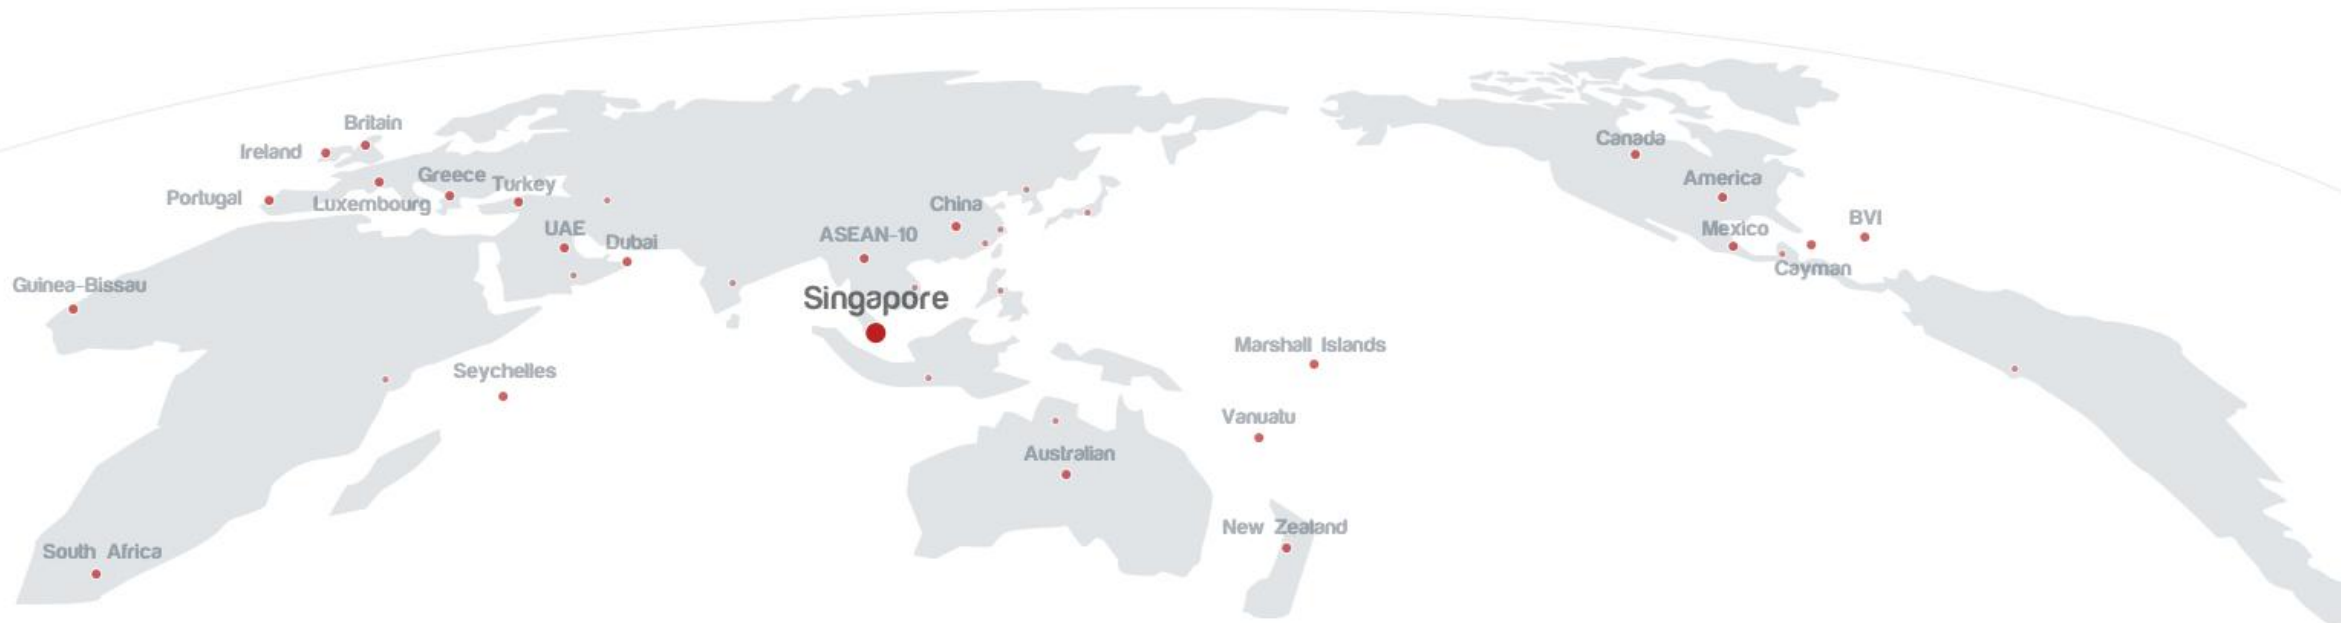 Britain
Canada
Ireland
Greece
Turkey
America
Portugal
Luxembourg
China
BVI
UAE
Dubai
ASEAN-10
Mexico
Cayman
Guinea-Bissau
Singapore
Marshall Islands
Seychelles
Vanuatu
Australian
New Zealand
South Africa